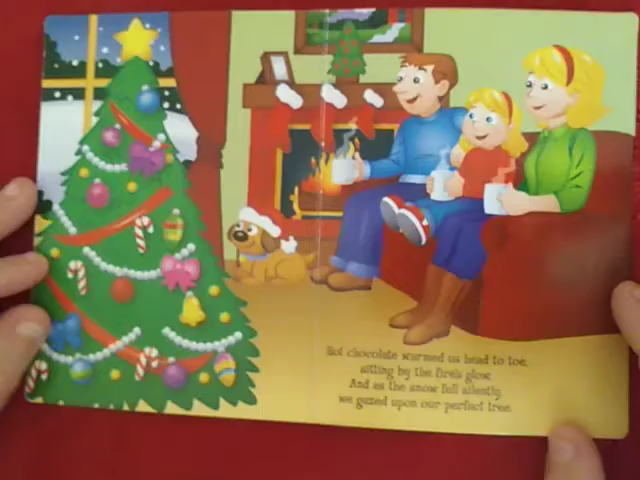 Hot chocolate warmed us head to toe,
sitting by the fire's glow.
And as the snow fell silently,
we gazed upon our perfect tree.